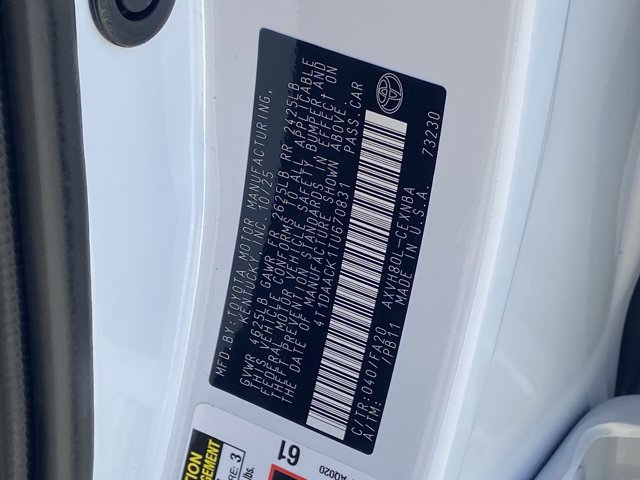 MFD.BY:TOYOTA MOTOR MANUFACTURING,
KENTUCKY, INC. 10/25
GVWR 4625LB GAWR FR 2425LB RR 2425LB
THIS VEHICLE CONFORMS TO ALL APPLICABLE
FEDERAL MOTOR VEHICLE SAFETY, BUMPER, AND
THEFT PREVENTION STANDARDS IN EFFECT ON
THE DATE OF MANUFACTURE SHOWN ABOVE.
4T1DAACK1TU670831 PASS.CAR
C/TR:040/FA20 AXVH80L-CEXNBA
A/TM: /PB11 MADE IN U.S.A. 73230
61